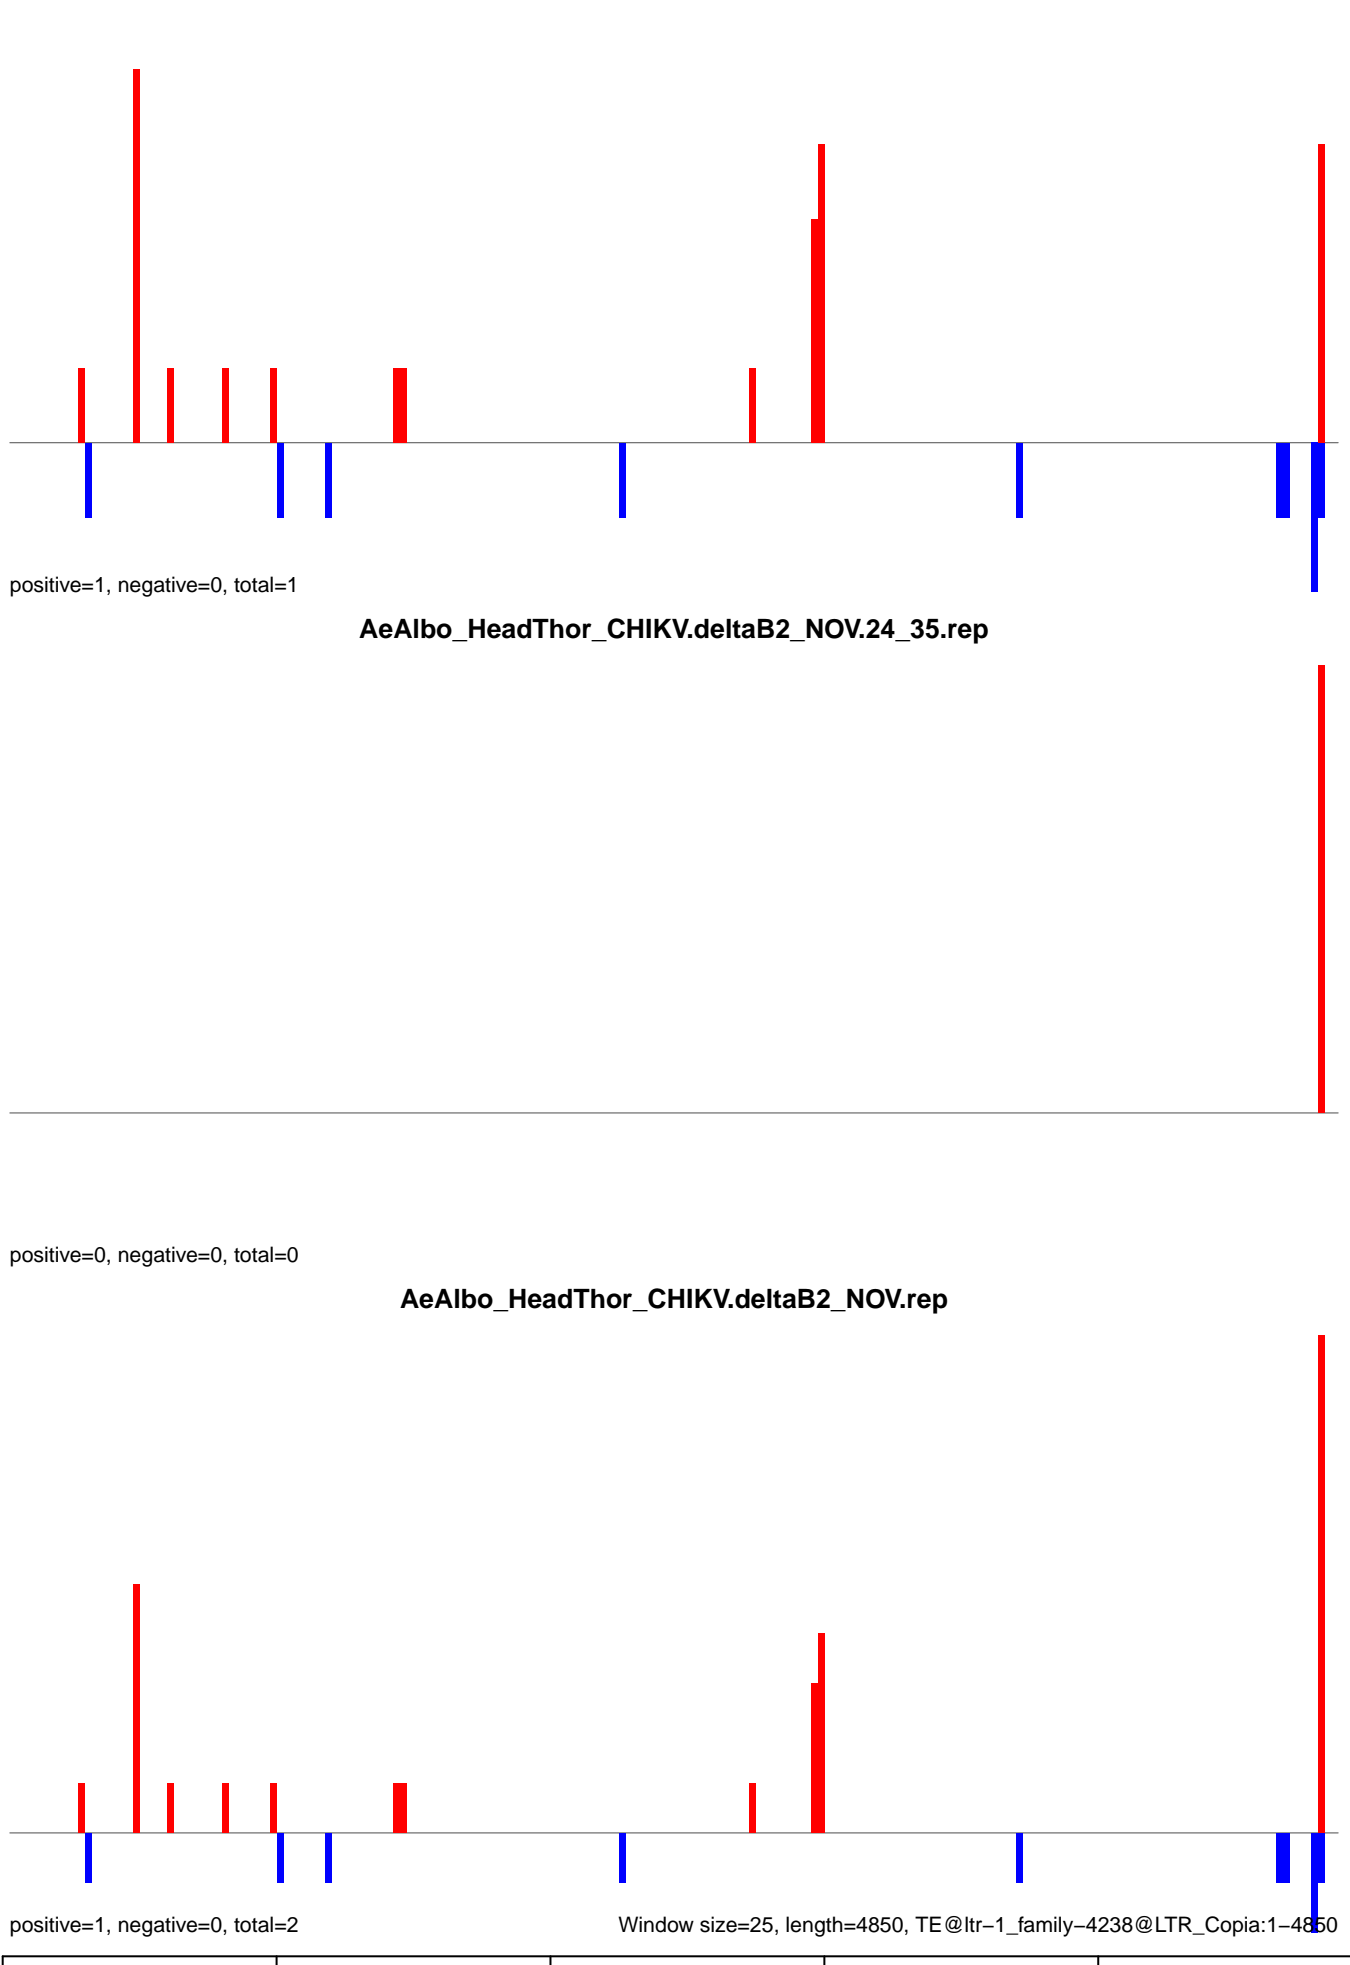 positive=1, negative=0, total=1
AeAlbo_HeadThor_CHIKV.deltaB2_NOV.24_35.rep
positive=0, negative=0, total=0
AeAlbo_HeadThor_CHIKV.deltaB2_NOV.rep
positive=1, negative=0, total=2
Window size=25, length=4850, TE@ltr−1_family−4238@LTR_Copia:1−4850